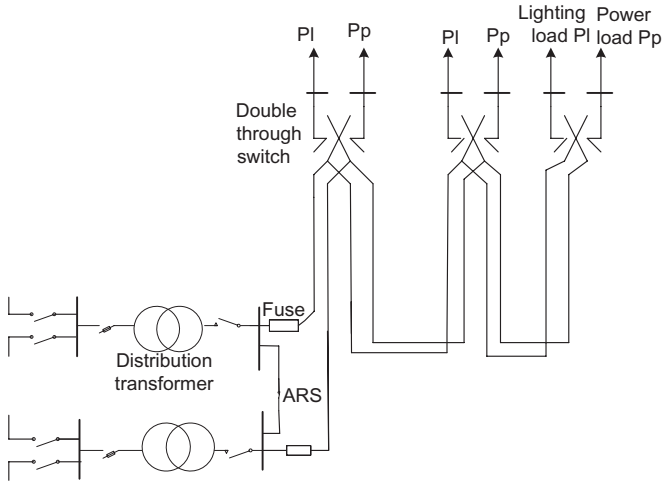 Lighting
load Pl
Power
load Pp
Pl
Pp
Pl
Pp
Double
through
switch
Fuse
Distribution
transformer
ARS